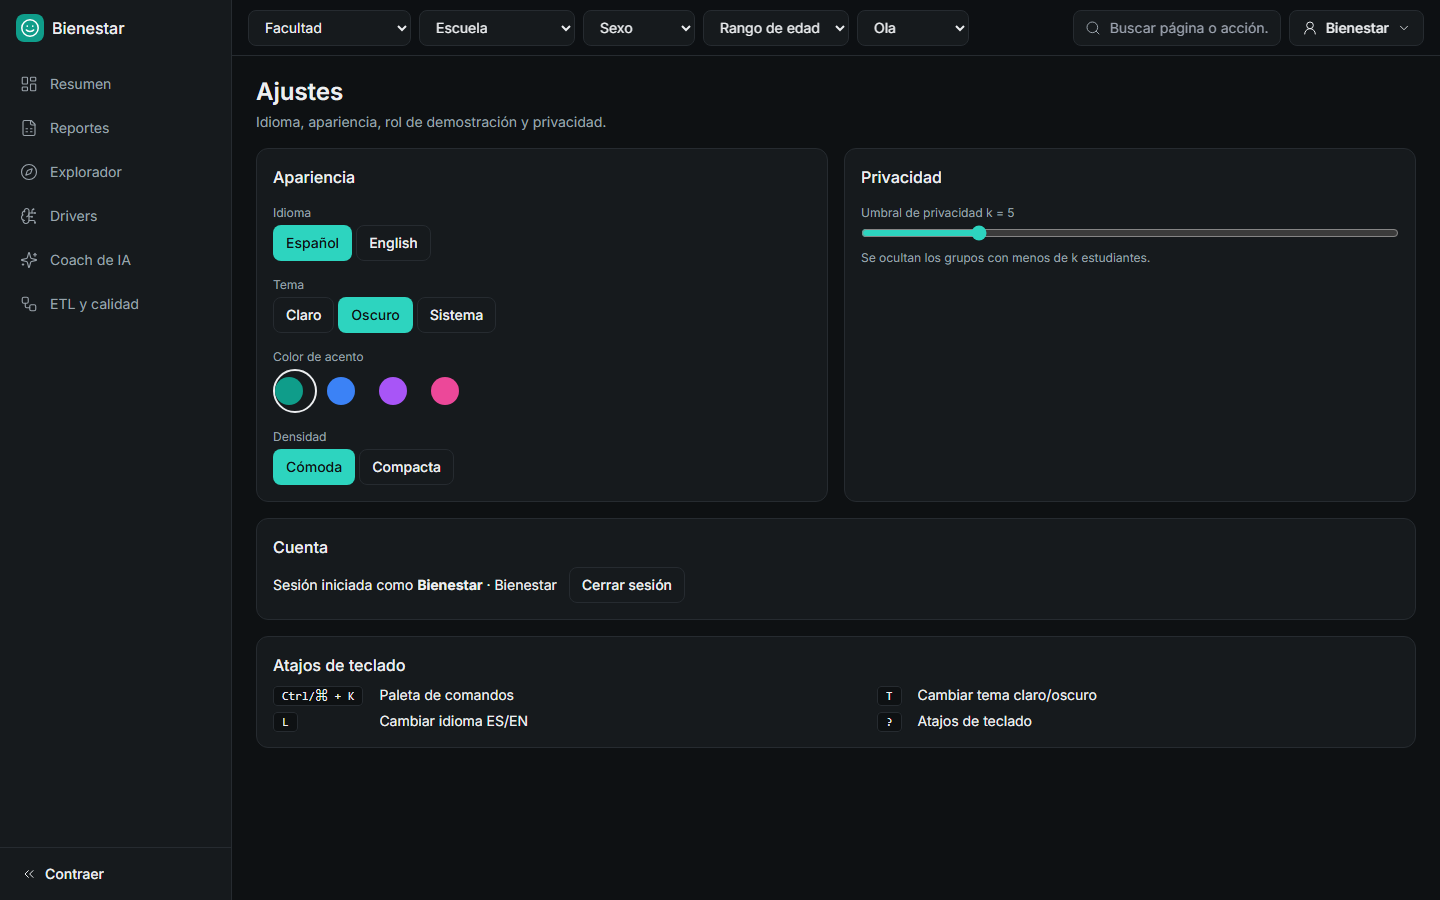 Bienestar
Facultad
Escuela
Sexo
Rango de edad
Ola
Buscar página o acción.
Bienestar
Resumen
Reportes
Explorador
Drivers
Coach de IA
ETL y calidad
Contraer
Ajustes
Idioma, apariencia, rol de demostración y privacidad.
Apariencia
Idioma
Español English
Tema
Claro Oscuro Sistema
Color de acento
Densidad
Cómoda Compacta
Privacidad
Umbral de privacidad k = 5
Se ocultan los grupos con menos de k estudiantes.
Cuenta
Sesión iniciada como Bienestar · Bienestar Cerrar sesión
Atajos de teclado
Ctrl/⌘ + K Paleta de comandos
T Cambiar tema claro/oscuro
L Cambiar idioma ES/EN
? Atajos de teclado